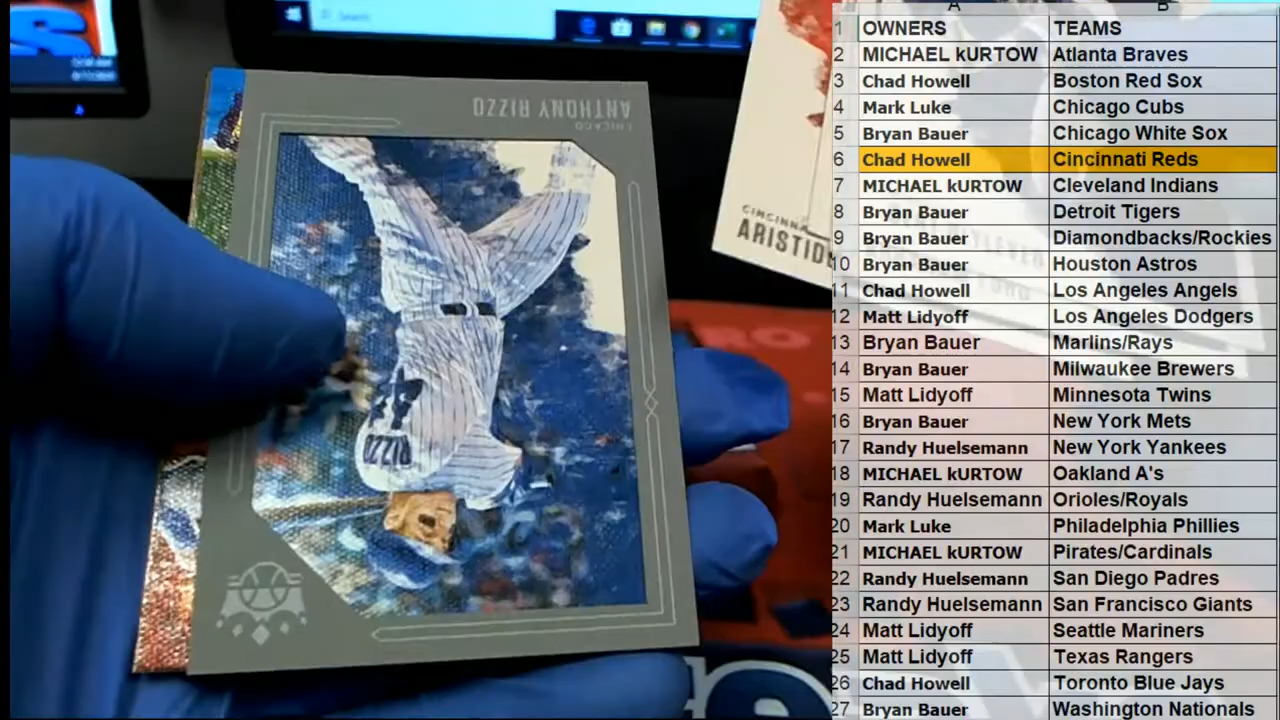 Search
ANTHONY RIZZO
CHICAGO
RIZZO
44
CINCINNA
ARISTID
A B
1 OWNERS TEAMS
2 MICHAEL kURTOW Atlanta Braves
3 Chad Howell Boston Red Sox
4 Mark Luke Chicago Cubs
5 Bryan Bauer Chicago White Sox
6 Chad Howell Cincinnati Reds
7 MICHAEL kURTOW Cleveland Indians
8 Bryan Bauer Detroit Tigers
9 Bryan Bauer Diamondbacks/Rockies
10 Bryan Bauer Houston Astros
11 Chad Howell Los Angeles Angels
12 Matt Lidyoff Los Angeles Dodgers
13 Bryan Bauer Marlins/Rays
14 Bryan Bauer Milwaukee Brewers
15 Matt Lidyoff Minnesota Twins
16 Bryan Bauer New York Mets
17 Randy Huelsemann New York Yankees
18 MICHAEL kURTOW Oakland A's
19 Randy Huelsemann Orioles/Royals
20 Mark Luke Philadelphia Phillies
21 MICHAEL kURTOW Pirates/Cardinals
22 Randy Huelsemann San Diego Padres
23 Randy Huelsemann San Francisco Giants
24 Matt Lidyoff Seattle Mariners
25 Matt Lidyoff Texas Rangers
26 Chad Howell Toronto Blue Jays
27 Bryan Bauer Washington Nationals